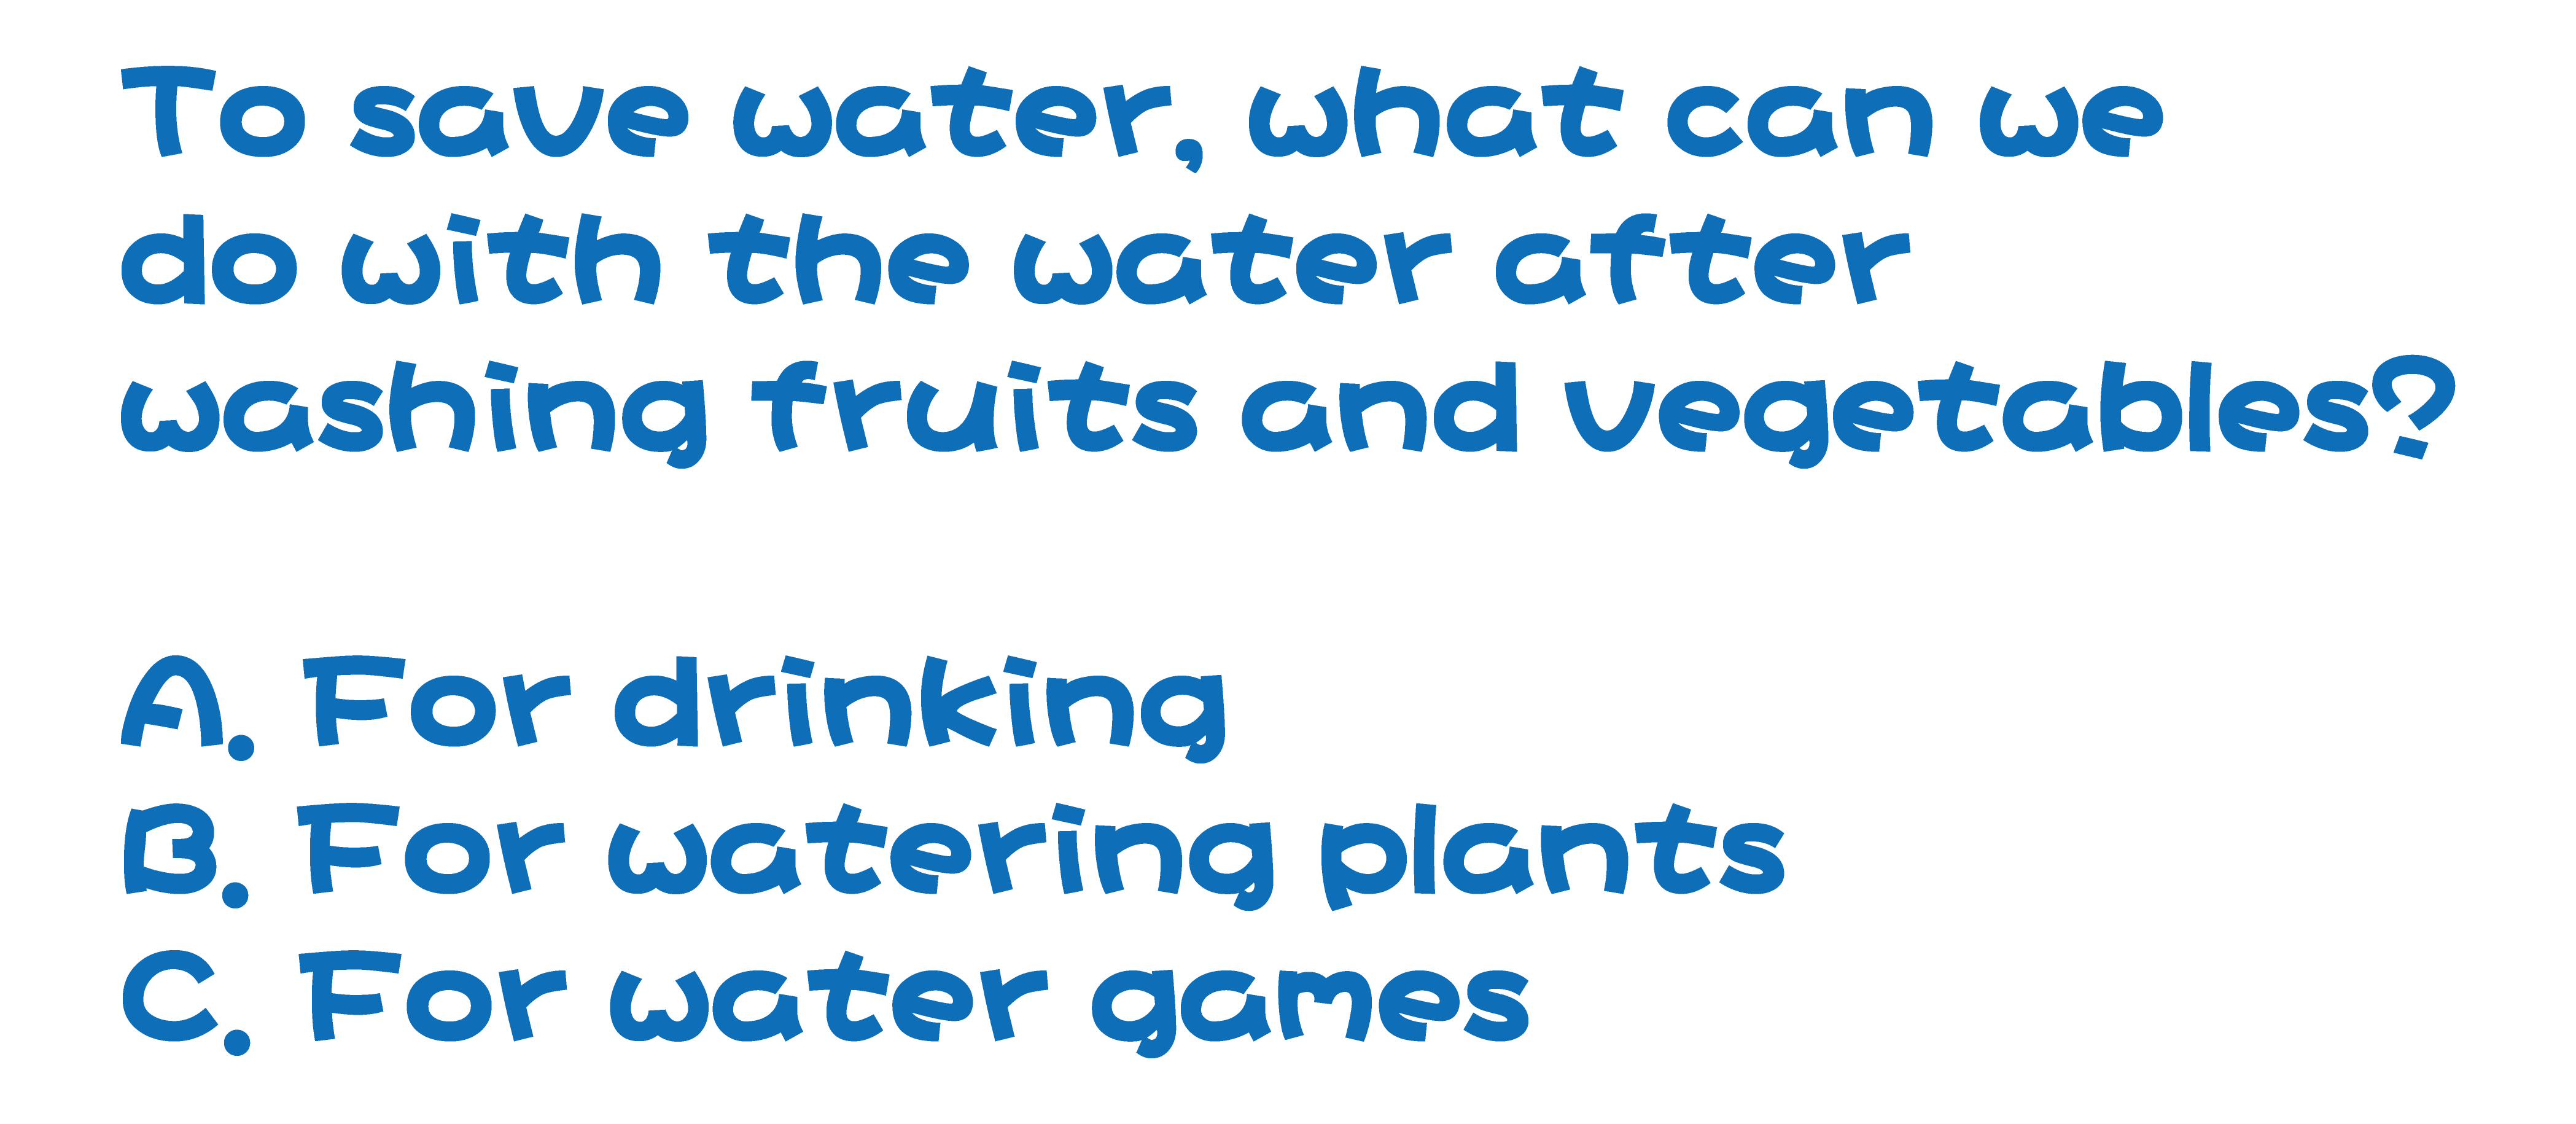 To save water, what can we
do with the water after
washing fruits and vegetables?
A. For drinking
B. For watering plants
C. For water games